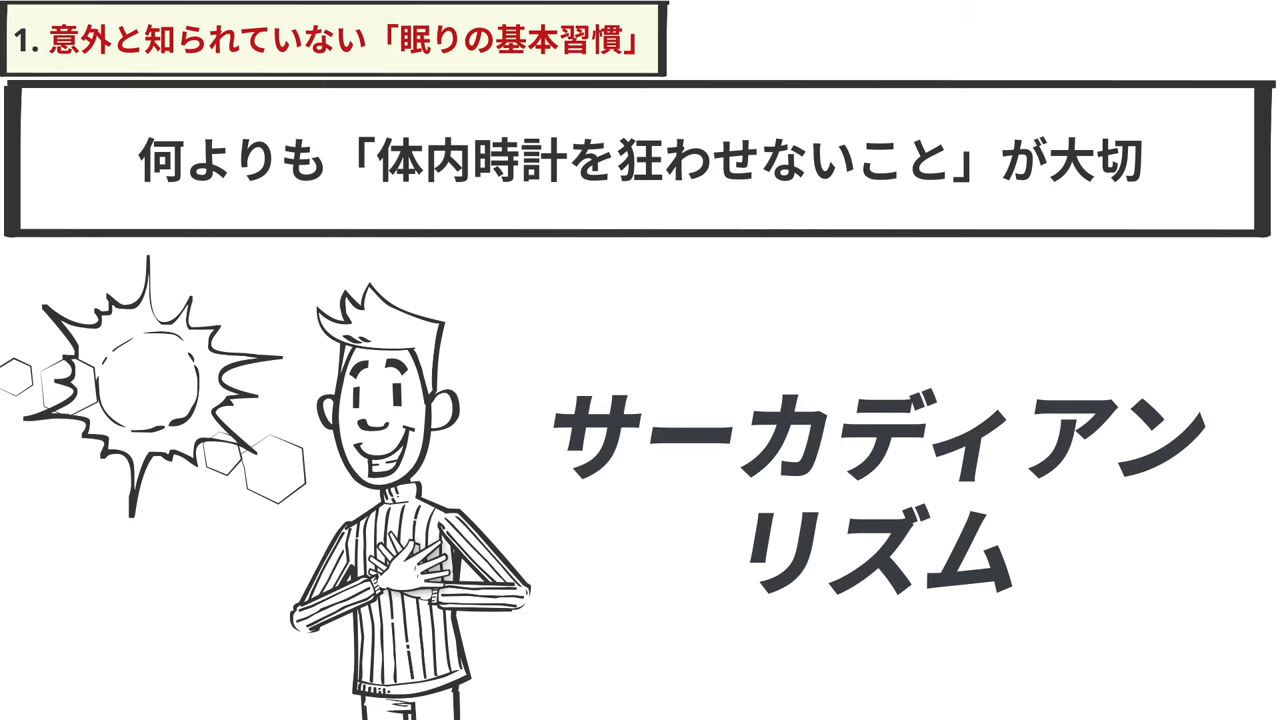 1. 意外と知られていない「眠りの基本習慣」
何よりも「体内時計を狂わせないこと」が大切
サーカディアン
リズム